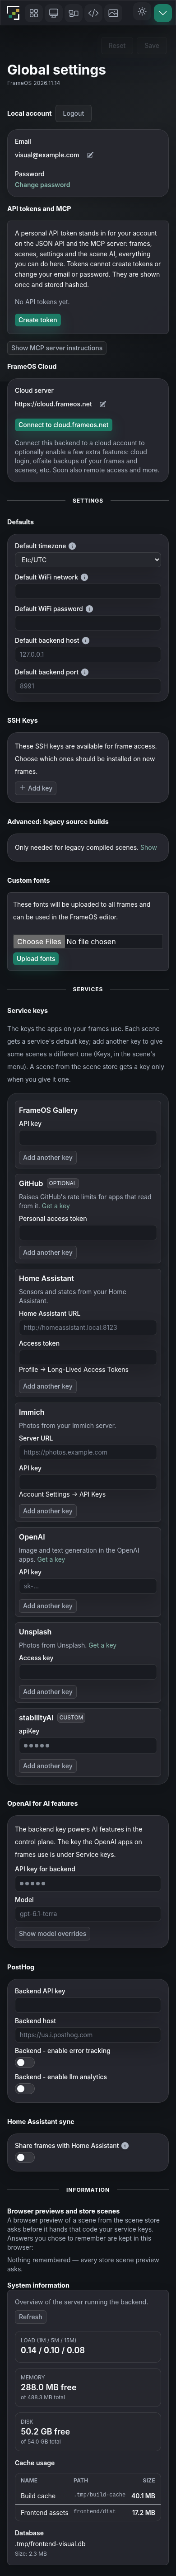 Reset
Save
Global settings
FrameOS 2026.11.14
Local account
Logout
Email
visual@example.com
Password
Change password
API tokens and MCP
A personal API token stands in for your account
on the JSON API and the MCP server: frames,
scenes, settings and the scene AI, everything
you can do here. Tokens cannot create tokens or
change your email or password. They are shown
once and stored hashed.
No API tokens yet.
Create token
Show MCP server instructions
FrameOS Cloud
Cloud server
https://cloud.frameos.net
Connect to cloud.frameos.net
Connect this backend to a cloud account to
optionally enable a few extra features: cloud
login, offsite backups of your frames and
scenes, etc. Soon also remote access and more.
SETTINGS
Defaults
Default timezone
Etc/UTC
Default WiFi network
Default WiFi password
Default backend host
127.0.0.1
Default backend port
8991
SSH Keys
These SSH keys are available for frame access.
Choose which ones should be installed on new
frames.
Add key
Advanced: legacy source builds
Only needed for legacy compiled scenes. Show
Custom fonts
These fonts will be uploaded to all frames and
can be used in the FrameOS editor.
Choose Files No file chosen
Upload fonts
SERVICES
Service keys
The keys the apps on your frames use. Each scene
gets a service's default key; add another key to give
some scenes a different one (Keys, in the scene's
menu). A scene from the scene store gets a key only
when you give it one.
FrameOS Gallery
API key
Add another key
GitHub OPTIONAL
Raises GitHub's rate limits for apps that read
from it. Get a key
Personal access token
Add another key
Home Assistant
Sensors and states from your Home
Assistant.
Home Assistant URL
http://homeassistant.local:8123
Access token
Profile → Long-Lived Access Tokens
Add another key
Immich
Photos from your Immich server.
Server URL
https://photos.example.com
API key
Account Settings → API Keys
Add another key
OpenAI
Image and text generation in the OpenAI
apps. Get a key
API key
sk-...
Add another key
Unsplash
Photos from Unsplash. Get a key
Access key
Add another key
stabilityAI CUSTOM
apiKey
Add another key
OpenAI for AI features
The backend key powers AI features in the
control plane. The key the OpenAI apps on
frames use is under Service keys.
API key for backend
Model
gpt-6.1-terra
Show model overrides
PostHog
Backend API key
Backend host
https://us.i.posthog.com
Backend - enable error tracking
Backend - enable llm analytics
Home Assistant sync
Share frames with Home Assistant
INFORMATION
Browser previews and store scenes
A browser preview of a scene from the scene store
asks before it hands that code your service keys.
Answers you chose to remember are kept in this
browser:
Nothing remembered — every store scene preview
asks.
System information
Overview of the server running the backend.
Refresh
LOAD (1M / 5M / 15M)
0.14 / 0.10 / 0.08
MEMORY
288.0 MB free
of 488.3 MB total
DISK
50.2 GB free
of 54.0 GB total
Cache usage
NAME PATH SIZE
Build cache .tmp/build-cache 40.1 MB
Frontend assets frontend/dist 17.2 MB
Database
.tmp/frontend-visual.db
Size: 2.3 MB